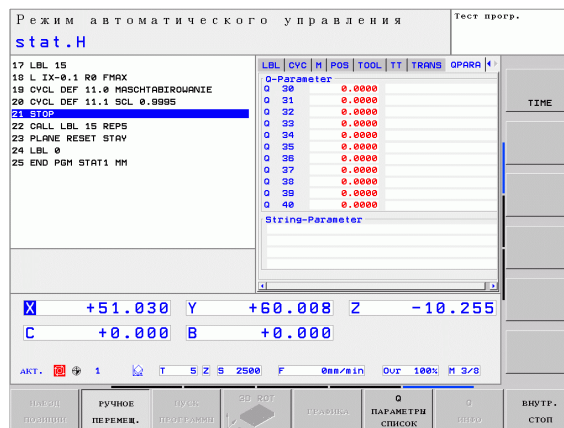 Режим автоматического управления
Тест прогр.
stat.H
17 LBL 15
18 L IX-0.1 R0 FMAX
19 CYCL DEF 11.0 MASCHTABIROWANIE
20 CYCL DEF 11.1 SCL 0.9995
21 STOP
22 CALL LBL 15 REP5
23 PLANE RESET STAY
24 LBL 0
25 END PGM STAT1 MM
LBL CYC M POS TOOL TT TRANS QPARA
Q-Parameter
Q 30 0.0000
Q 31 0.0000
Q 32 0.0000
Q 33 0.0000
Q 34 0.0000
Q 35 0.0000
Q 36 0.0000
Q 37 0.0000
Q 38 0.0000
Q 39 0.0000
Q 40 0.0000
String-Parameter
TIME
X +51.030 Y +60.008 Z -10.255
C +0.000 B +0.000
АКТ. 1 T 5 Z S 2500 F 0mm/min Ovr 100% M 3/8
НАЕЗД ПОЗИЦИИ
РУЧНОЕ ПЕРЕМЕЩ.
ПУСК ПРОГРАММЫ
3D ROT
ГРАФИКА
Q ПАРАМЕТРЫ СПИСОК
Q ИНФО
ВНУТР. СТОП